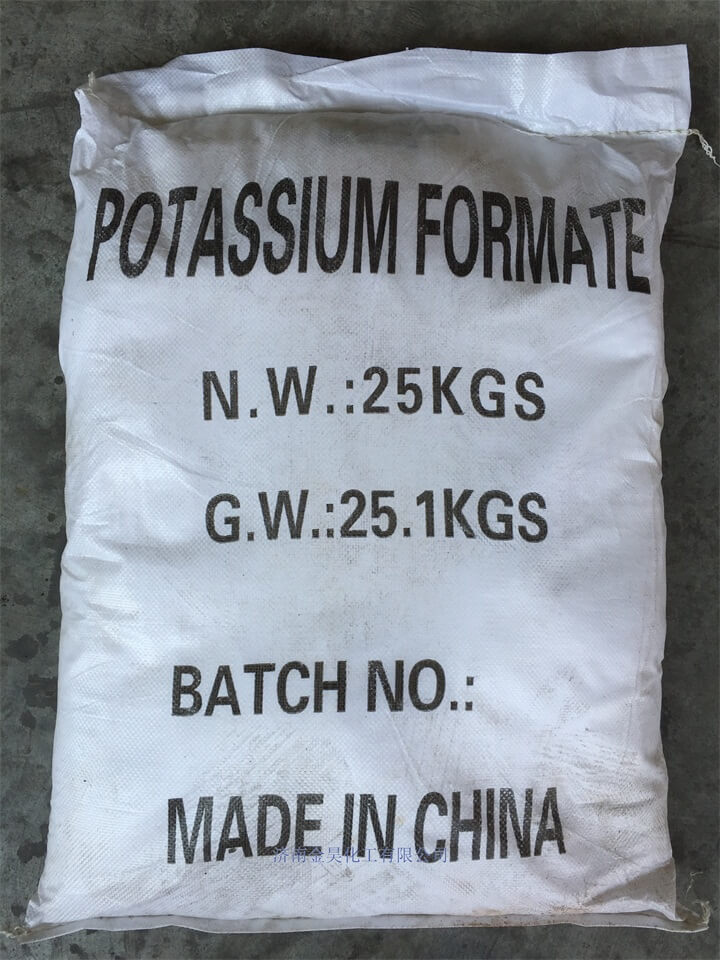 POTASSIUM FORMATE
N.W.:25KGS
G.W.:25.1KGS
BATCH NO.:
MADE IN CHINA
济南金昊化工有限公司